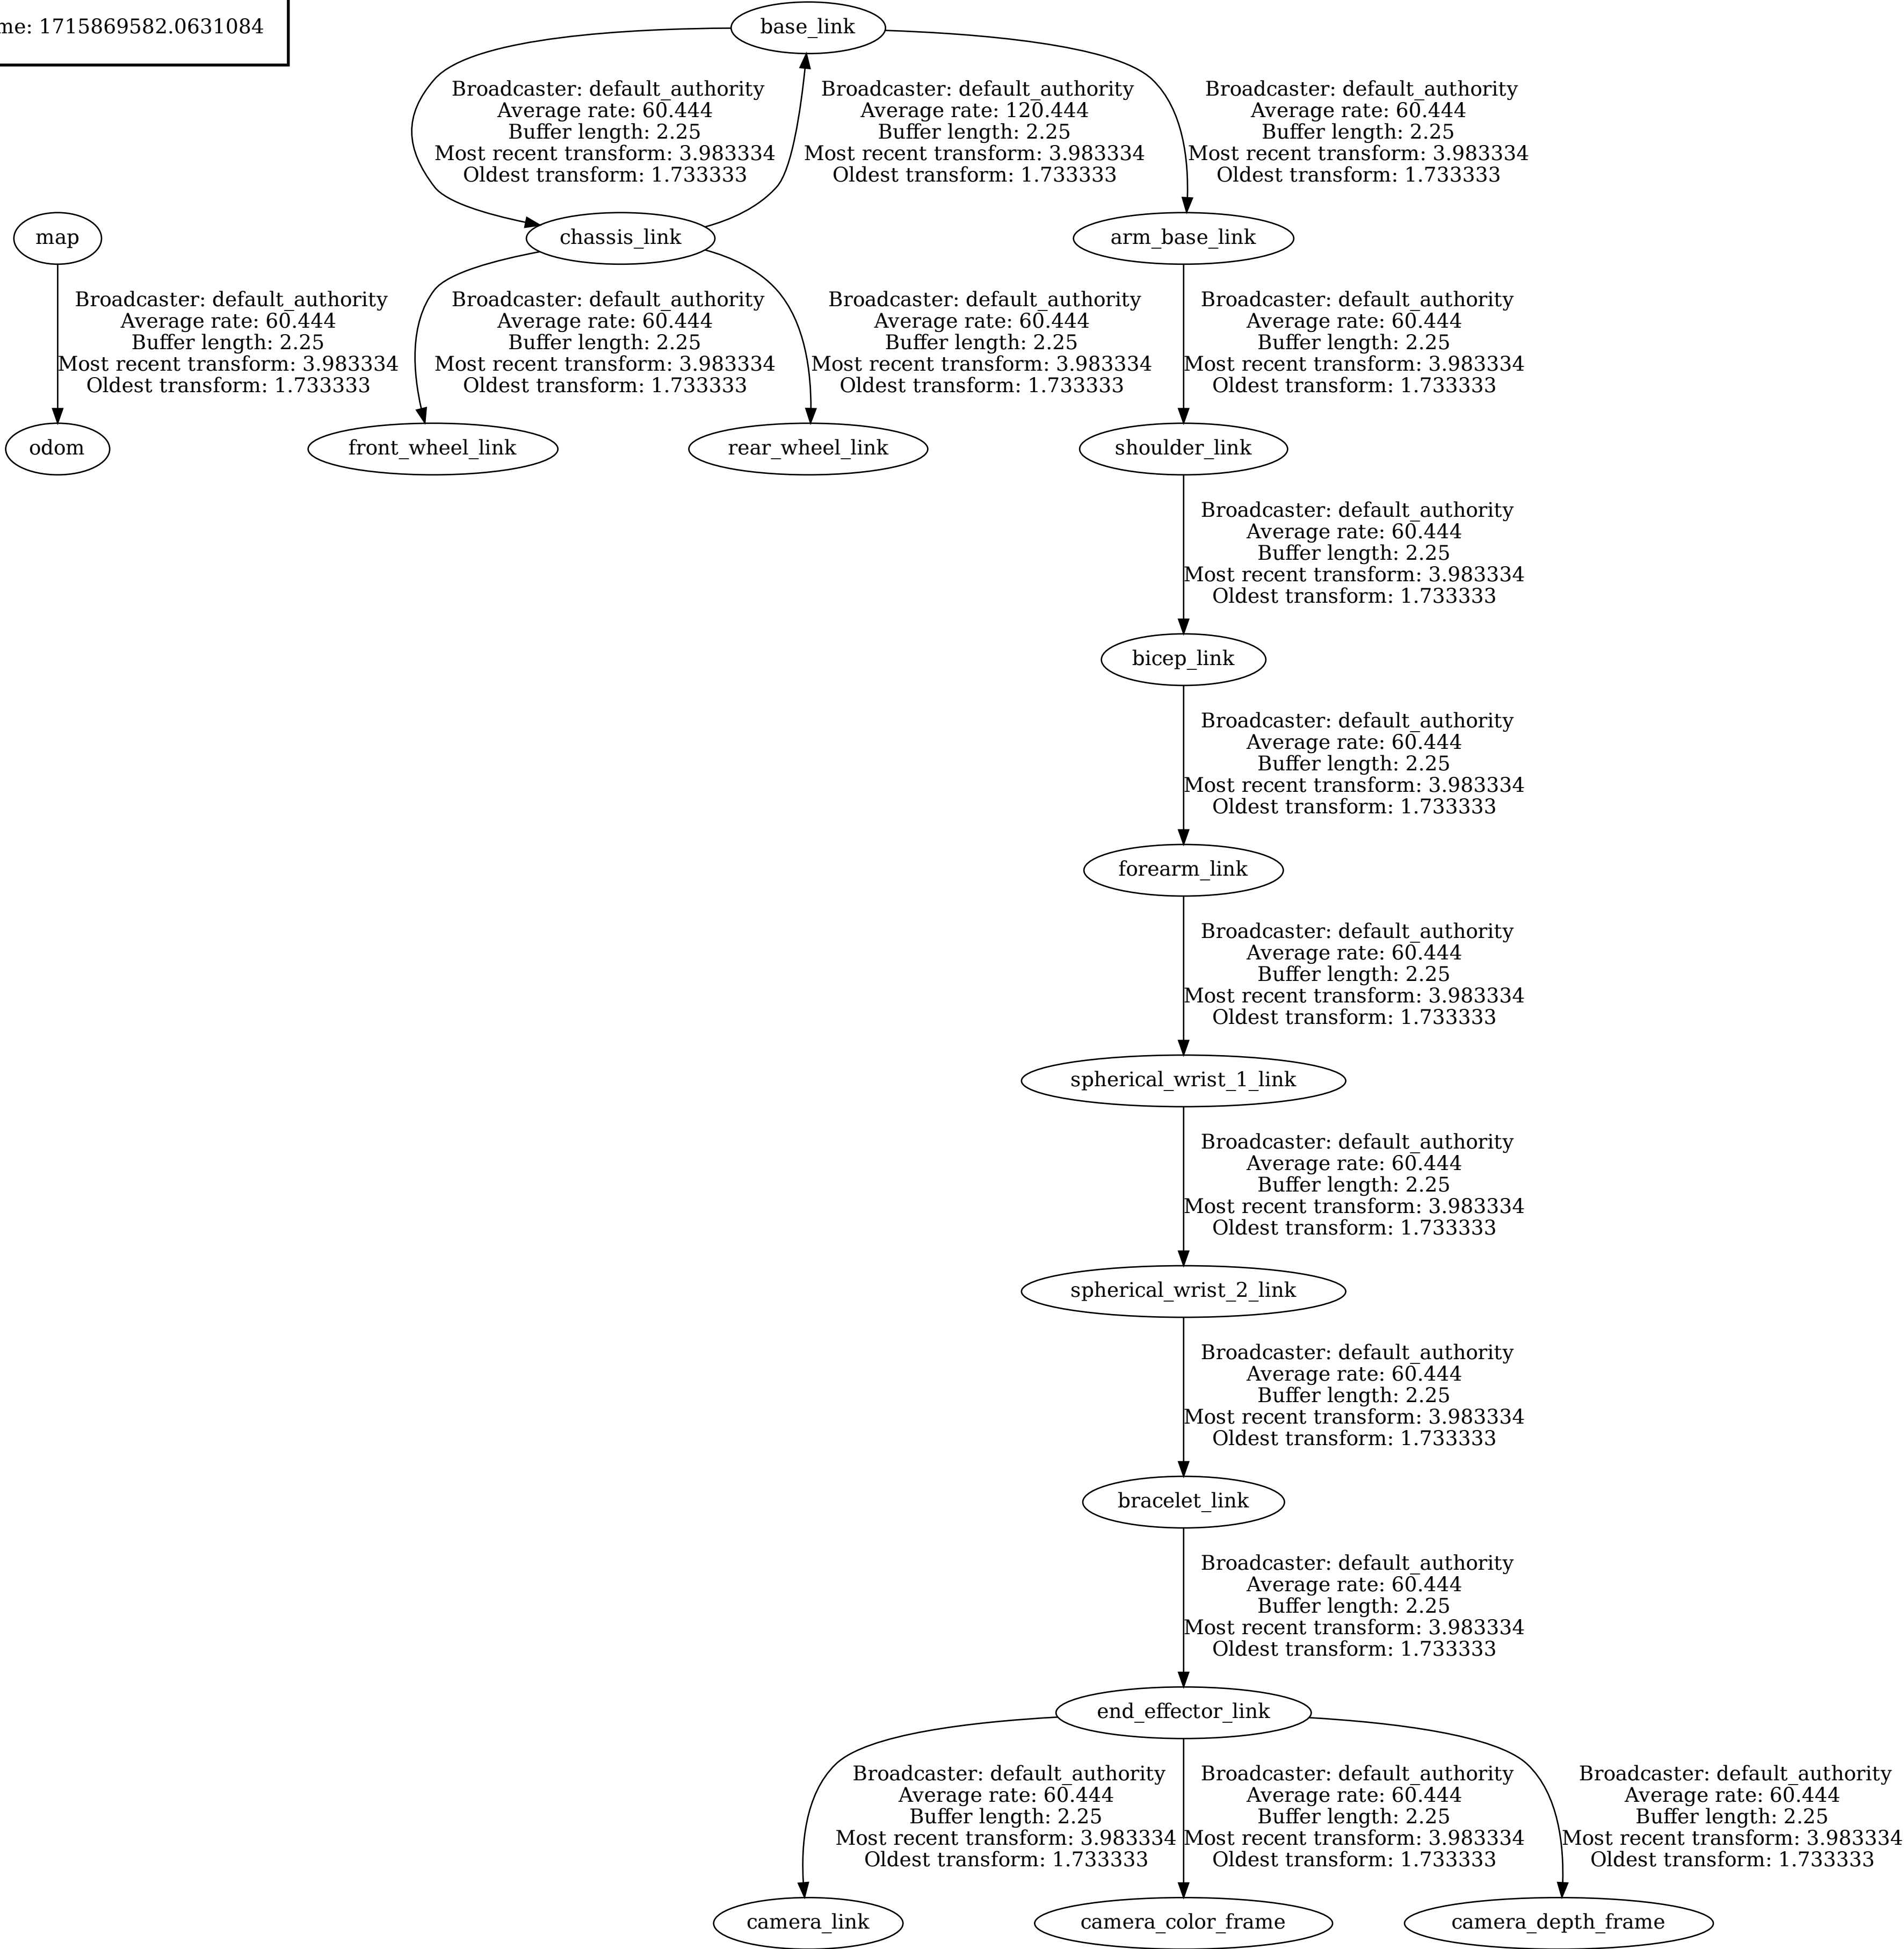 me: 1715869582.0631084
base_link
Broadcaster: default_authority
Average rate: 60.444
Buffer length: 2.25
Most recent transform: 3.983334
Oldest transform: 1.733333
Broadcaster: default_authority
Average rate: 120.444
Buffer length: 2.25
Most recent transform: 3.983334
Oldest transform: 1.733333
Broadcaster: default_authority
Average rate: 60.444
Buffer length: 2.25
Most recent transform: 3.983334
Oldest transform: 1.733333
map
chassis_link
arm_base_link
Broadcaster: default_authority
Average rate: 60.444
Buffer length: 2.25
Most recent transform: 3.983334
Oldest transform: 1.733333
Broadcaster: default_authority
Average rate: 60.444
Buffer length: 2.25
Most recent transform: 3.983334
Oldest transform: 1.733333
Broadcaster: default_authority
Average rate: 60.444
Buffer length: 2.25
Most recent transform: 3.983334
Oldest transform: 1.733333
Broadcaster: default_authority
Average rate: 60.444
Buffer length: 2.25
Most recent transform: 3.983334
Oldest transform: 1.733333
odom
front_wheel_link
rear_wheel_link
shoulder_link
Broadcaster: default_authority
Average rate: 60.444
Buffer length: 2.25
Most recent transform: 3.983334
Oldest transform: 1.733333
bicep_link
Broadcaster: default_authority
Average rate: 60.444
Buffer length: 2.25
Most recent transform: 3.983334
Oldest transform: 1.733333
forearm_link
Broadcaster: default_authority
Average rate: 60.444
Buffer length: 2.25
Most recent transform: 3.983334
Oldest transform: 1.733333
spherical_wrist_1_link
Broadcaster: default_authority
Average rate: 60.444
Buffer length: 2.25
Most recent transform: 3.983334
Oldest transform: 1.733333
spherical_wrist_2_link
Broadcaster: default_authority
Average rate: 60.444
Buffer length: 2.25
Most recent transform: 3.983334
Oldest transform: 1.733333
bracelet_link
Broadcaster: default_authority
Average rate: 60.444
Buffer length: 2.25
Most recent transform: 3.983334
Oldest transform: 1.733333
end_effector_link
Broadcaster: default_authority
Average rate: 60.444
Buffer length: 2.25
Most recent transform: 3.983334
Oldest transform: 1.733333
Broadcaster: default_authority
Average rate: 60.444
Buffer length: 2.25
Most recent transform: 3.983334
Oldest transform: 1.733333
Broadcaster: default_authority
Average rate: 60.444
Buffer length: 2.25
Most recent transform: 3.983334
Oldest transform: 1.733333
camera_link
camera_color_frame
camera_depth_frame